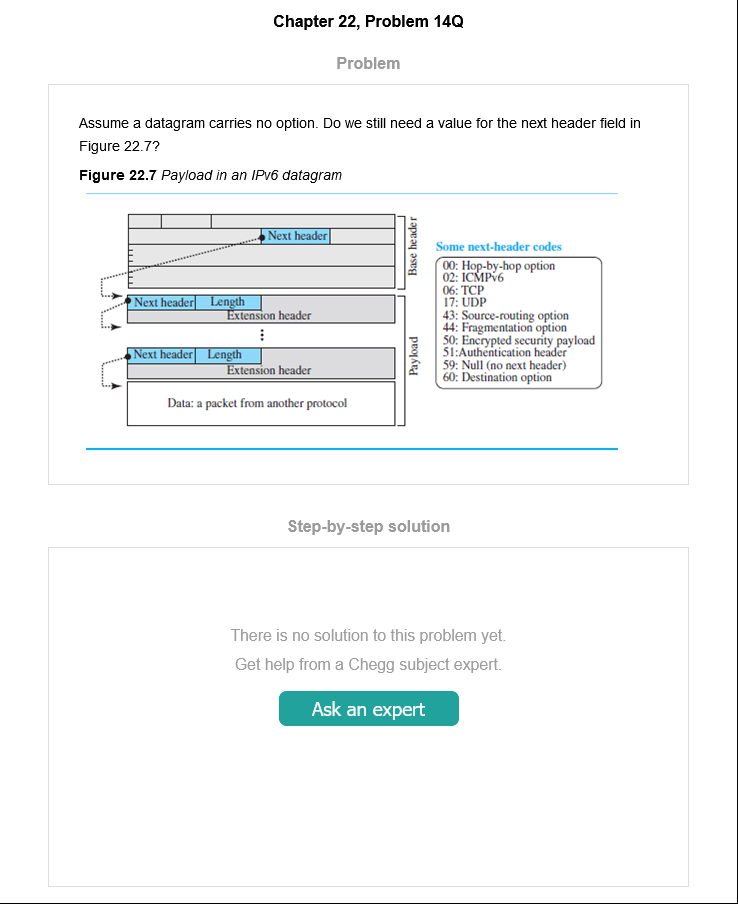 Chapter 22, Problem 14Q
Problem
Assume a datagram carries no option. Do we still need a value for the next header field in
Figure 22.7?
Figure 22.7 Payload in an IPv6 datagram
Next header
Base header
Next header Length
Extension header
Next header Length
Extension header
Data: a packet from another protocol
Payload
Some next-header codes
00: Hop-by-hop option
02: ICMPv6
06: TCP
17: UDP
43: Source-routing option
44: Fragmentation option
50: Encrypted security payload
51:Authentication header
59: Null (no next header)
60: Destination option
Step-by-step solution
There is no solution to this problem yet.
Get help from a Chegg subject expert.
Ask an expert